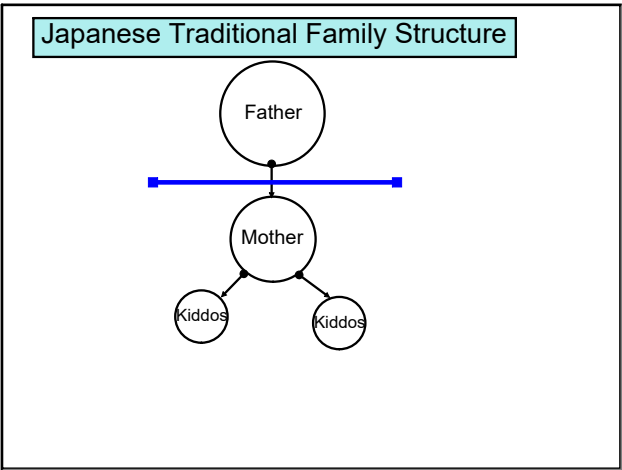 Japanese Traditional Family Structure
Father
Mother
Kiddos
Kiddos